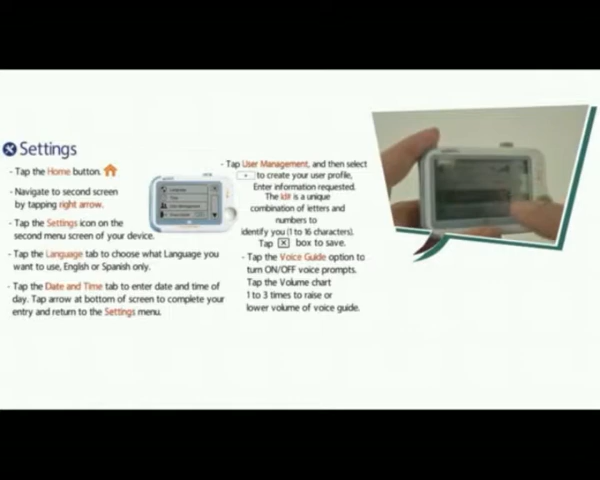 Settings
- Tap the Home button.
- Navigate to second screen
by tapping right arrow.
- Tap the Settings icon on the
second menu screen of your device.
- Tap the Language tab to choose what Language you
want to use, English or Spanish only.
- Tap the Date and Time tab to enter date and time of
day. Tap arrow at bottom of screen to complete your
entry and return to the Settings menu.
- Tap User Management, and then select
+ to create your user profile,
Enter information requested.
The Id# is a unique
combination of letters and
numbers to
identify you (1 to 16 characters).
Tap X box to save.
- Tap the Voice Guide option to
turn ON/OFF voice prompts.
Tap the Volume chart
1 to 3 times to raise or
lower volume of voice guide.